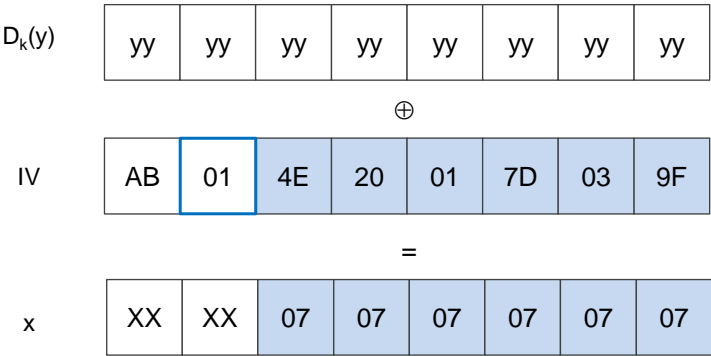 Dk(y) yy yy yy yy yy yy yy yy
⊕
IV AB 01 4E 20 01 7D 03 9F
=
x XX XX 07 07 07 07 07 07